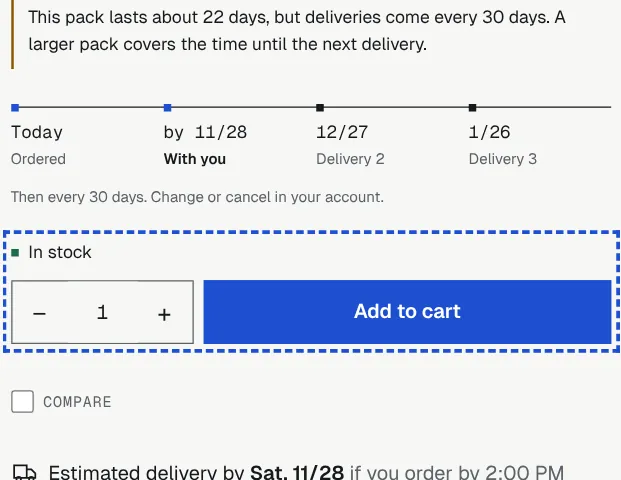 This pack lasts about 22 days, but deliveries come every 30 days. A
larger pack covers the time until the next delivery.
Today by 11/28 12/27 1/26
Ordered With you Delivery 2 Delivery 3
Then every 30 days. Change or cancel in your account.
In stock
− 1 + Add to cart
COMPARE
Estimated delivery by Sat, 11/28 if you order by 2:00 PM